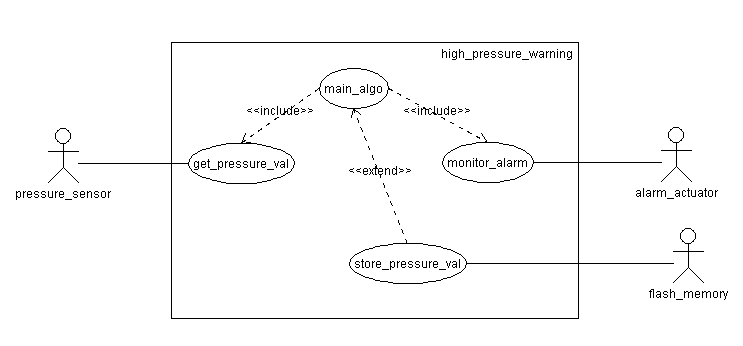 high_pressure_warning
main_algo
<<include>>
<<include>>
get_pressure_val
monitor_alarm
<<extend>>
pressure_sensor
alarm_actuator
store_pressure_val
flash_memory